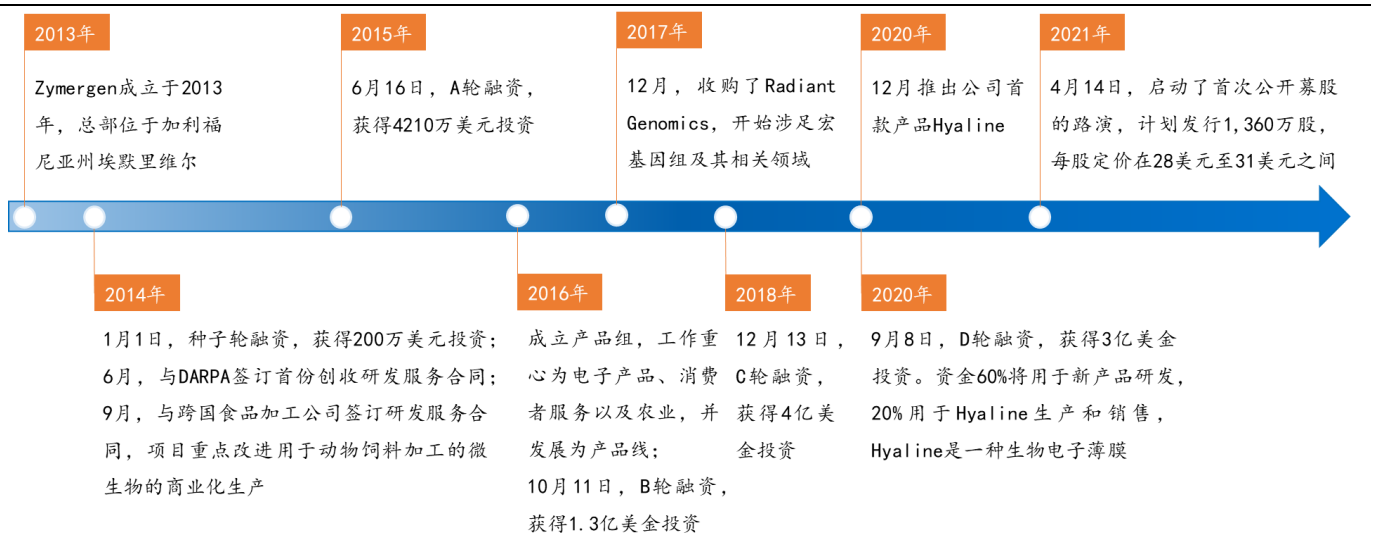 2013年
Zymergen成立于2013
年，总部位于加利福
尼亚州埃默里维尔
2015年
6月16日，A轮融资，
获得4210万美元投资
2017年
12月，收购了Radiant
Genomics，开始涉足宏
基因组及其相关领域
2020年
12月推出公司首
款产品Hyaline
2021年
4月14日，启动了首次公开募股
的路演，计划发行1,360万股，
每股定价在28美元至31美元之间
2014年
1月1日，种子轮融资，获得200万美元投资；
6月，与DARPA签订首份创收研发服务合同；
9月，与跨国食品加工公司签订研发服务合
同，项目重点改进用于动物饲料加工的微
生物的商业化生产
2016年
成立产品组，工作重
心为电子产品、消费
者服务以及农业，并
发展为产品线；
10月11日，B轮融资，
获得1.3亿美金投资
2018年
12月13日，
C轮融资，
获得4亿美
金投资
2020年
9月8日，D轮融资，获得3亿美金
投资。资金60%将用于新产品研发，
20%用于Hyaline生产和销售，
Hyaline是一种生物电子薄膜